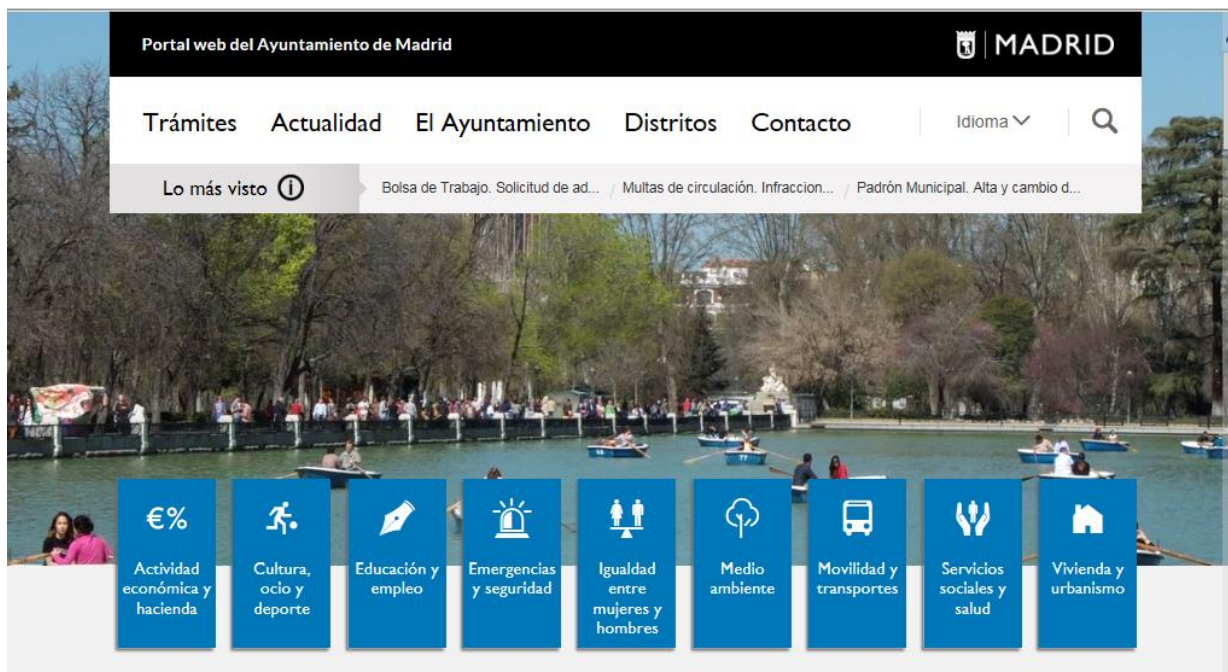 Portal web del Ayuntamiento de Madrid
MADRID
Trámites Actualidad El Ayuntamiento Distritos Contacto Idioma
Lo más visto Bolsa de Trabajo. Solicitud de ad... / Multas de circulación. Infraccion... / Padrón Municipal. Alta y cambio d...
77
€%
Actividad
económica y
hacienda
Cultura,
ocio y
deporte
Educación y
empleo
Emergencias
y seguridad
Igualdad
entre
mujeres y
hombres
Medio
ambiente
Movilidad y
transportes
Servicios
sociales y
salud
Vivienda y
urbanismo